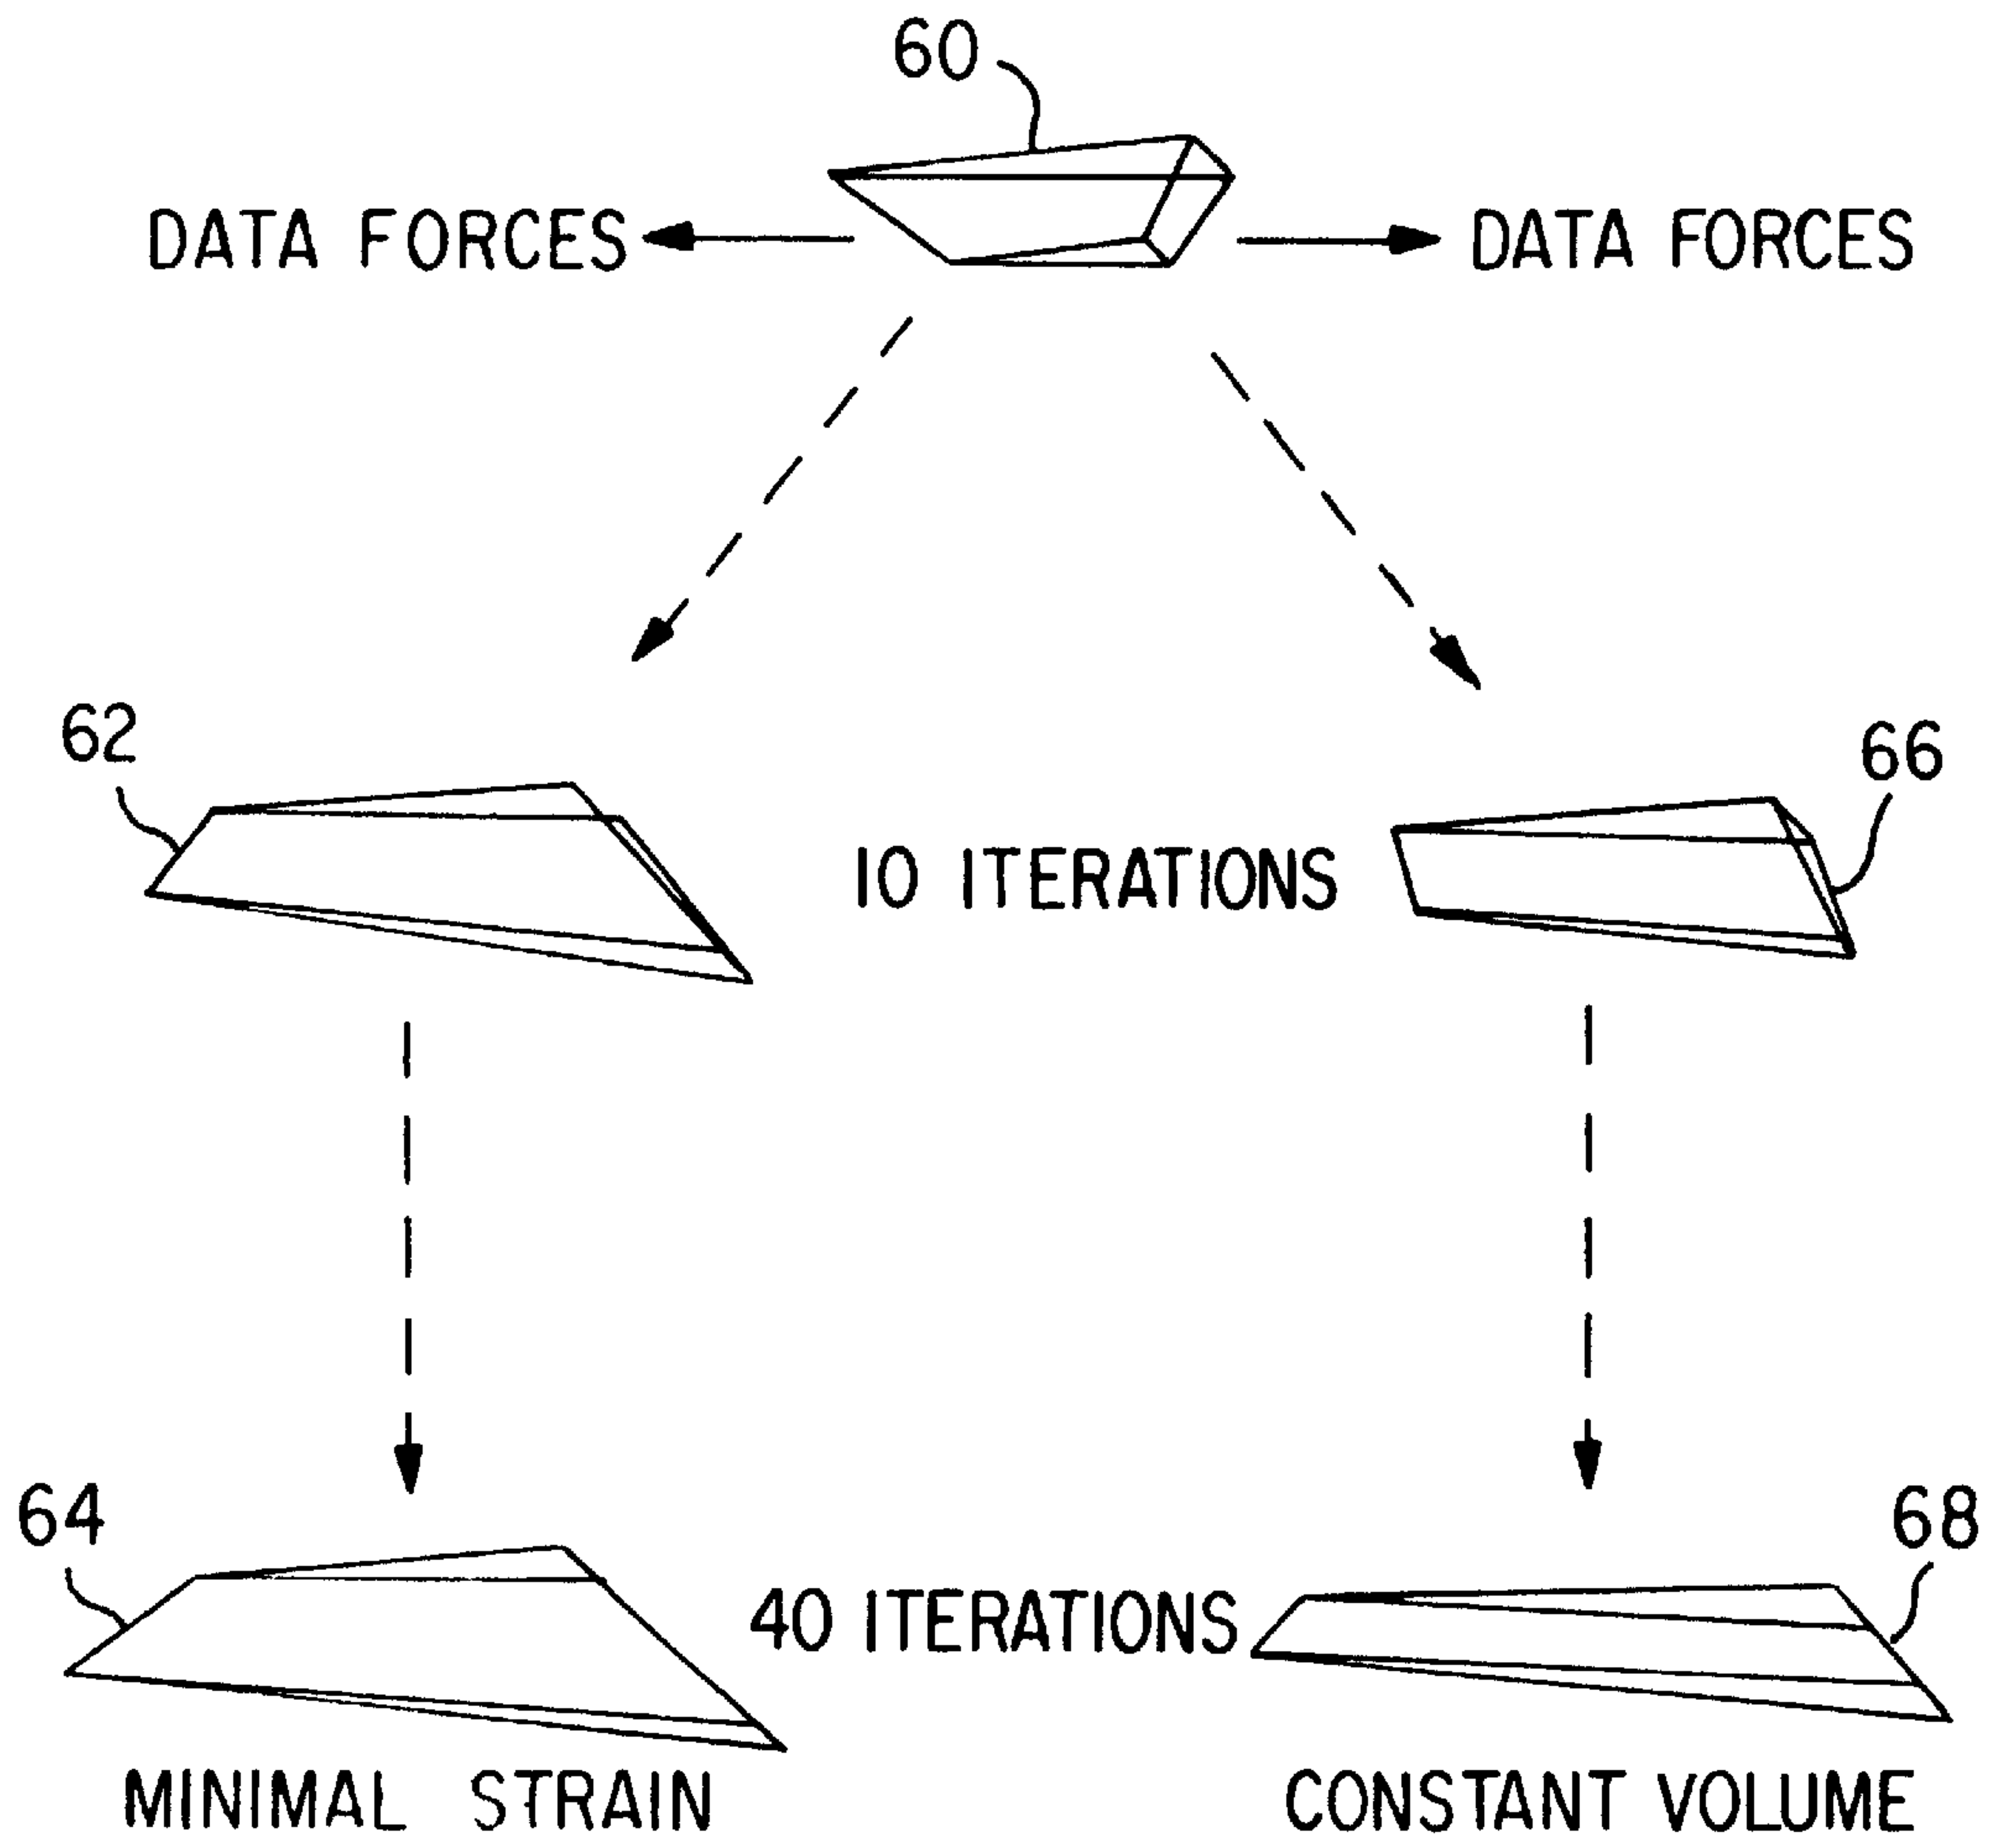 60
DATA FORCES
DATA FORCES
62
66
10 ITERATIONS
64
68
40 ITERATIONS
MINIMAL STRAIN
CONSTANT VOLUME